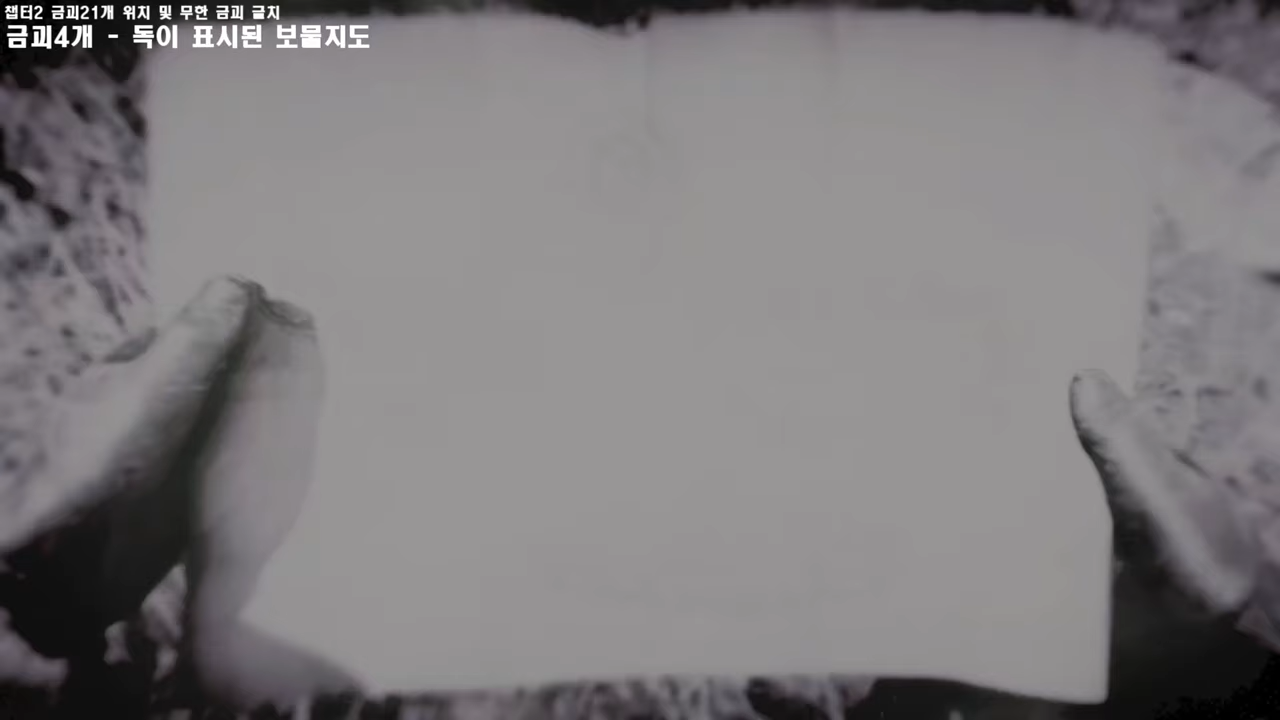 챕터2 금괴21개 위치 및 무한 금괴 글치
금괴4개 - 독이 표시된 보물지도